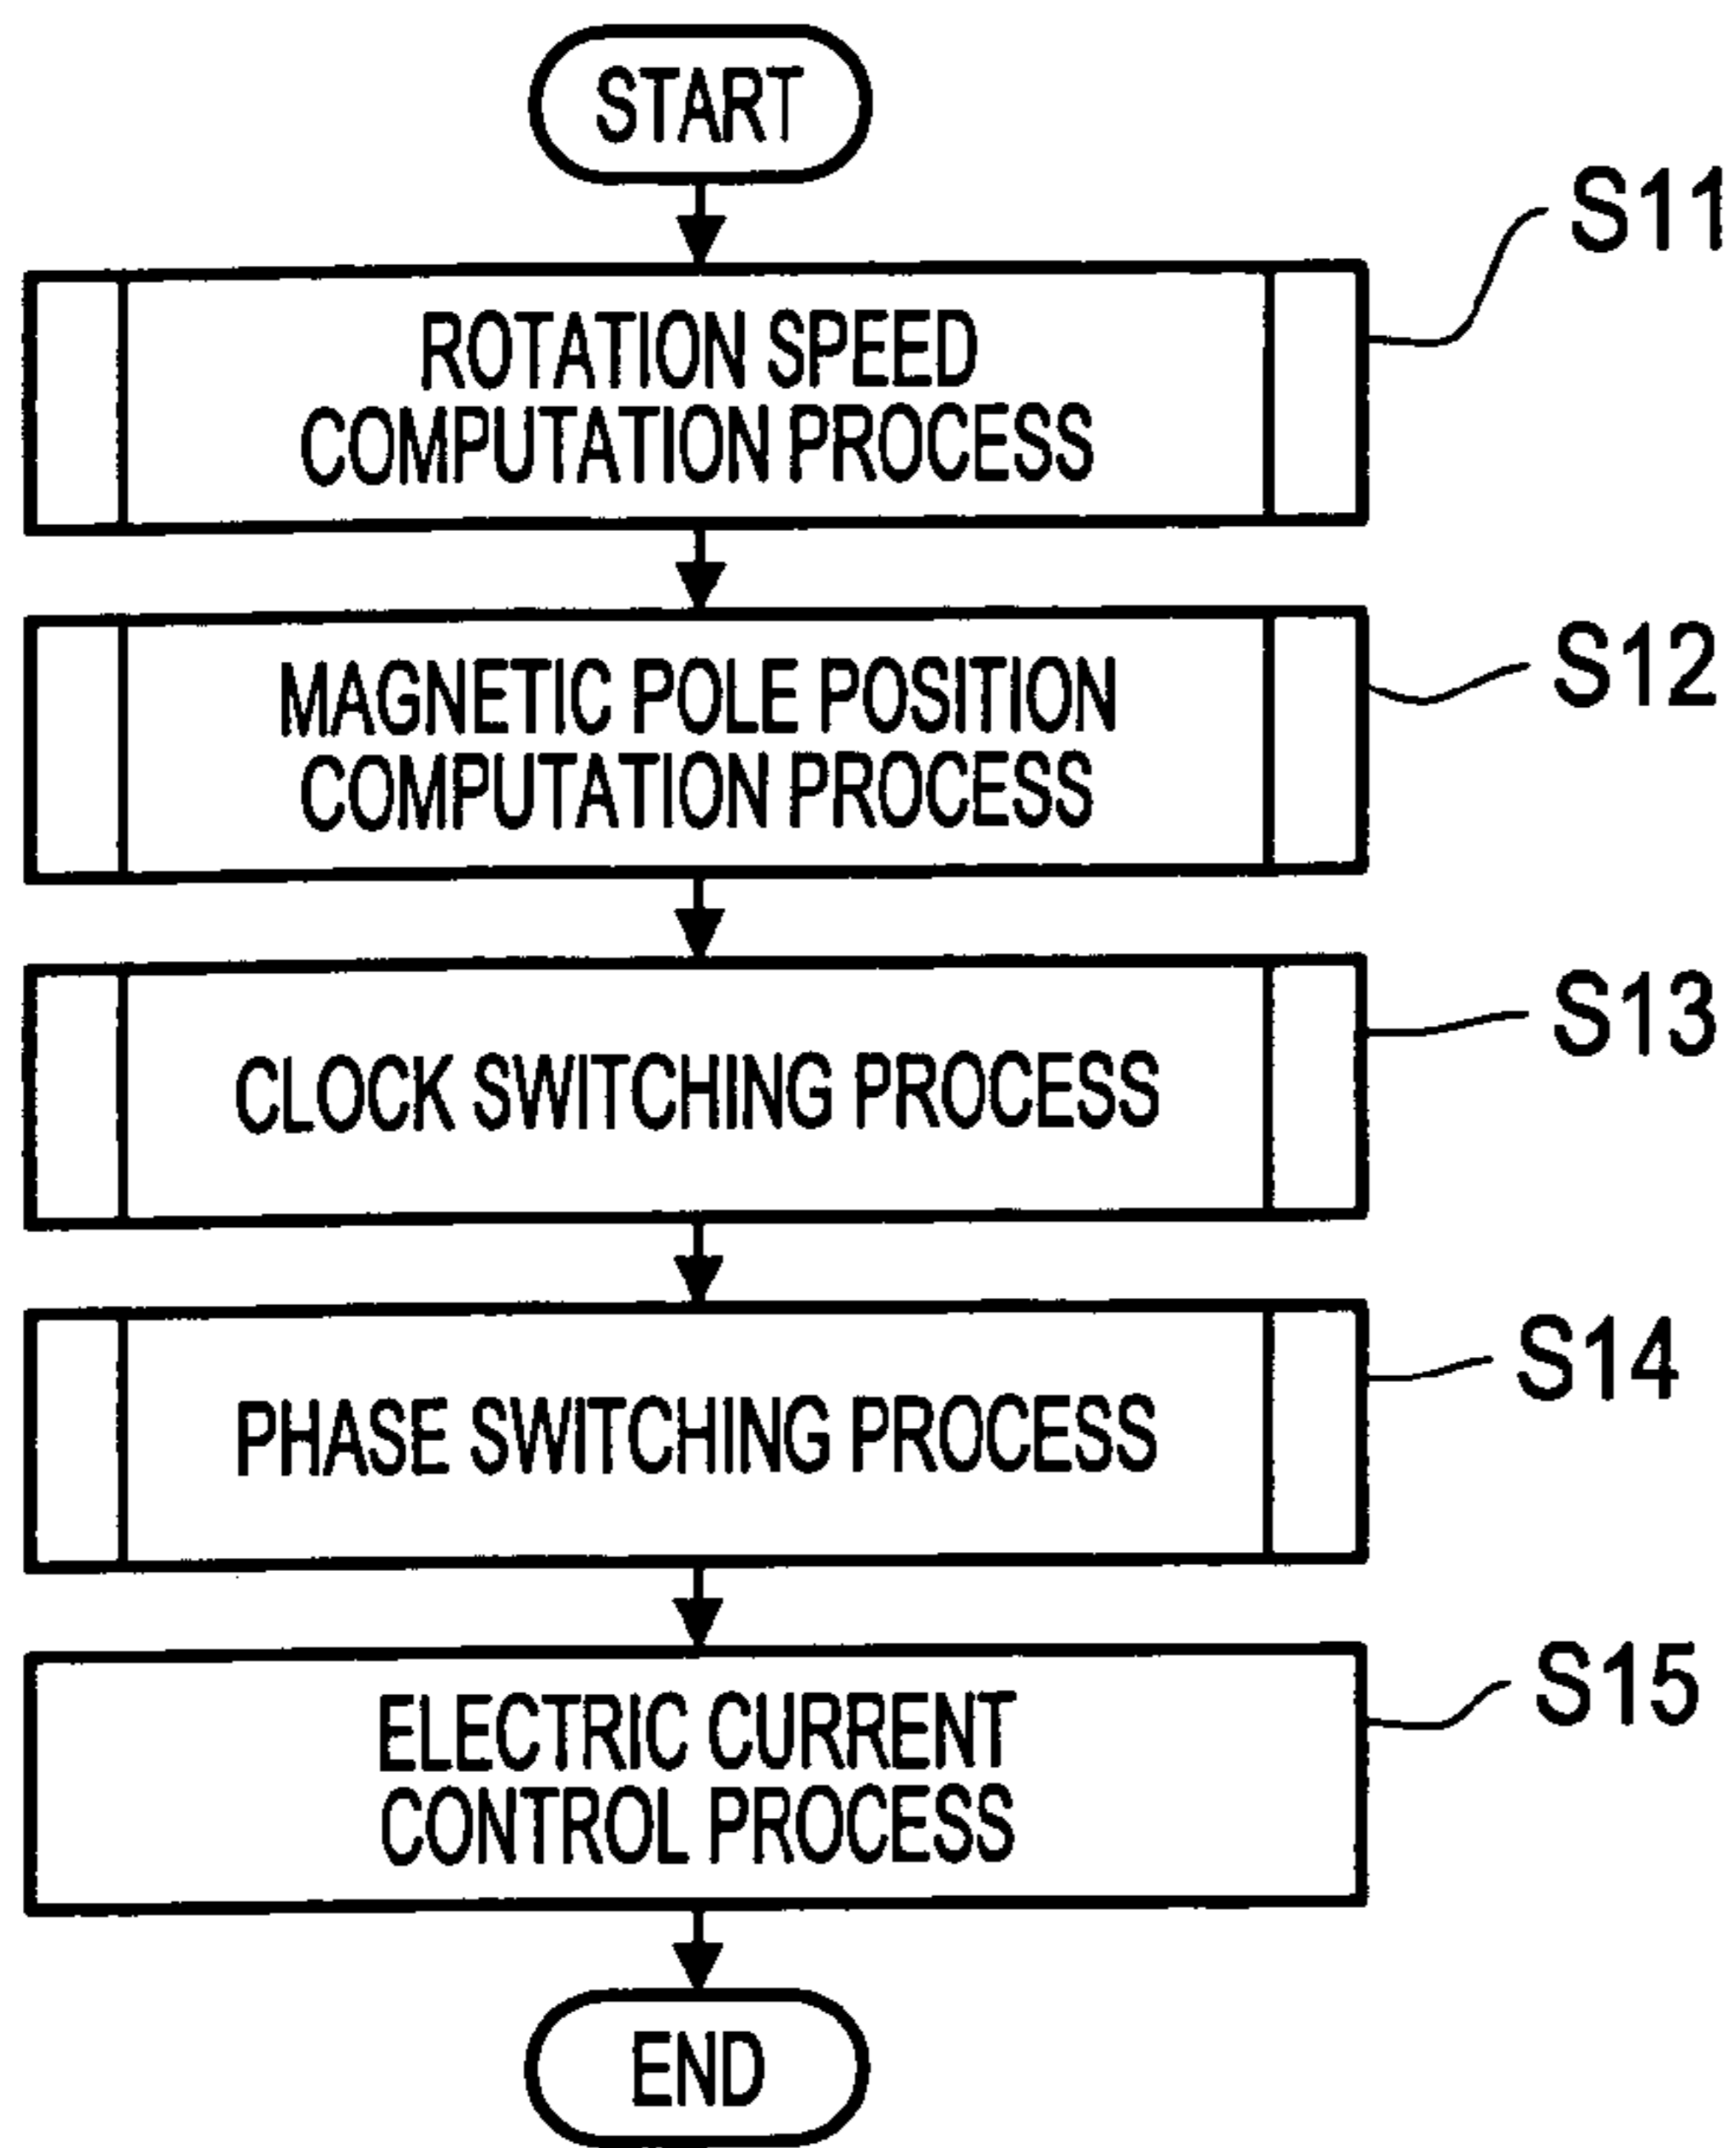 START
S11
ROTATION SPEED
COMPUTATION PROCESS
S12
MAGNETIC POLE POSITION
COMPUTATION PROCESS
S13
CLOCK SWITCHING PROCESS
S14
PHASE SWITCHING PROCESS
S15
ELECTRIC CURRENT
CONTROL PROCESS
END